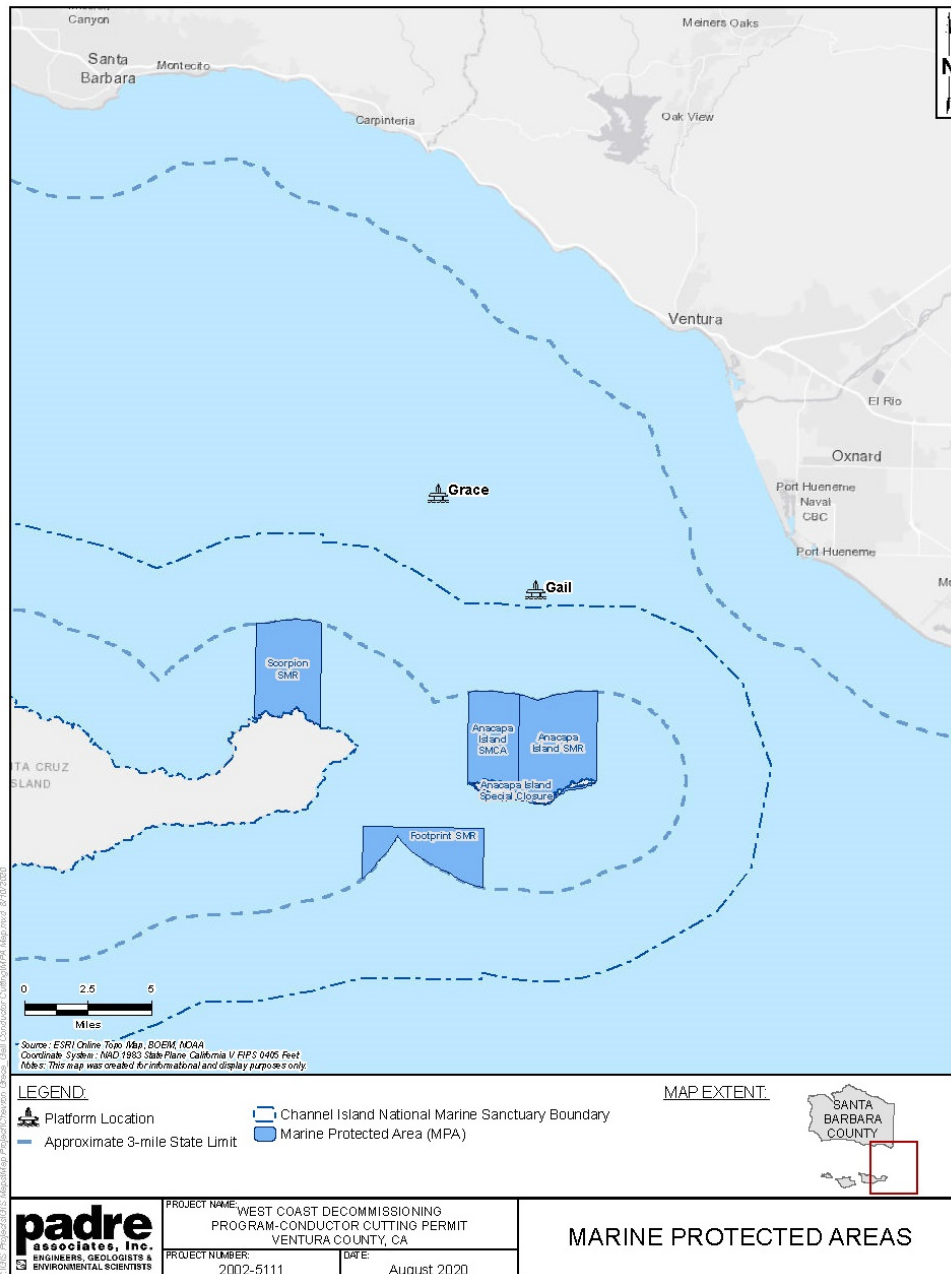 Canyon
Meiners Oaks
Santa
Barbara
Montecito
Carpinteria
Oak View
N
Ventura
El Rio
Oxnard
Grace
Port Hueneme
Naval
CBC
Port Hueneme
Gail
Scorpion
SMR
Anacapa
Island
SMCA
Anacapa
Island SMR
Anacapa Island
Special Closure
TA CRUZ
SLAND
Footprint SMR
0 2.5 5
Miles
Source: ESRI Online Topo Map, BOEM, NOAA
Coordinate System: NAD 1983 StatePlane California V FIPS 0405 Feet
Notes: This map was created for informational and display purposes only.
LEGEND:
Platform Location
Approximate 3-mile State Limit
Channel Island National Marine Sanctuary Boundary
Marine Protected Area (MPA)
MAP EXTENT:
SANTA
BARBARA
COUNTY
padre
associates, inc.
ENGINEERS, GEOLOGISTS &
ENVIRONMENTAL SCIENTISTS
PROJECT NAME:
WEST COAST DECOMMISSIONING
PROGRAM-CONDUCTOR CUTTING PERMIT
VENTURA COUNTY, CA
PROJECT NUMBER:
2002-5111
DATE:
August 2020
MARINE PROTECTED AREAS